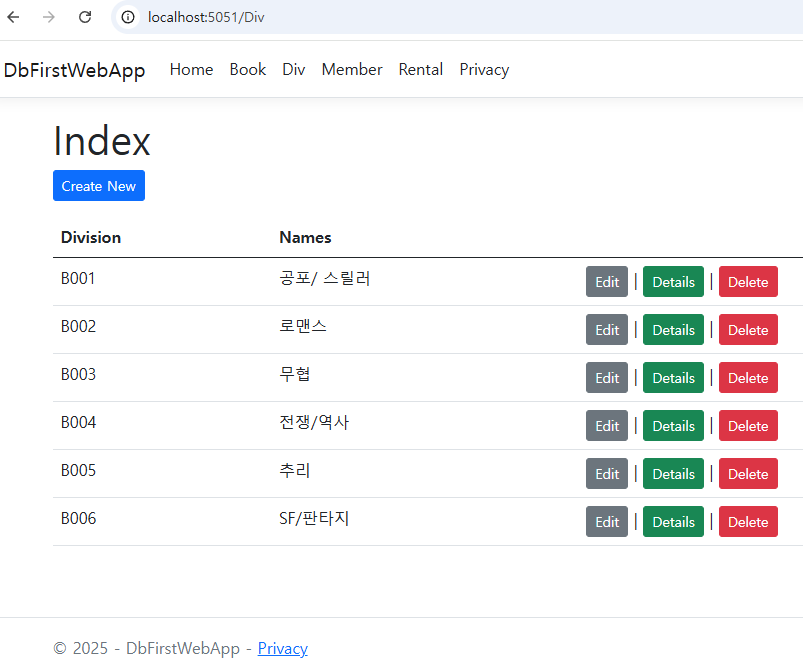 localhost:5051/Div
DbFirstWebApp Home Book Div Member Rental Privacy
Index
Create New
Division Names
B001 공포/ 스릴러 Edit | Details | Delete
B002 로맨스 Edit | Details | Delete
B003 무협 Edit | Details | Delete
B004 전쟁/역사 Edit | Details | Delete
B005 추리 Edit | Details | Delete
B006 SF/판타지 Edit | Details | Delete
© 2025 - DbFirstWebApp - Privacy